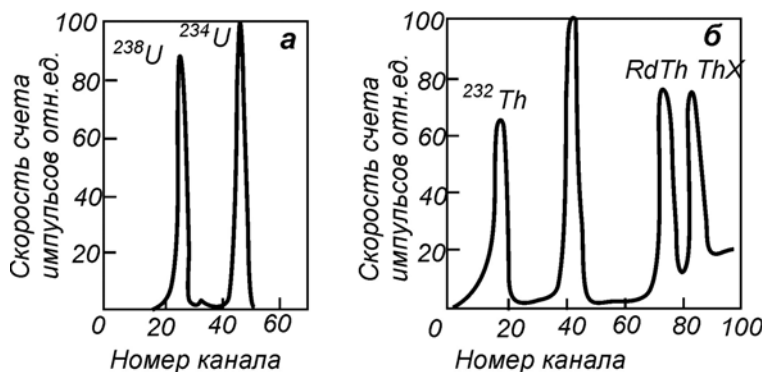 а
100
80
60
40
20
0
20
40
60
²³⁸U
²³⁴U
Скорость счета
импульсов отн.ед.
Номер канала
б
100
80
60
40
20
0
20
40
60
80
100
²³²Th
RdTh ThX
Скорость счета
импульсов отн.ед.
Номер канала